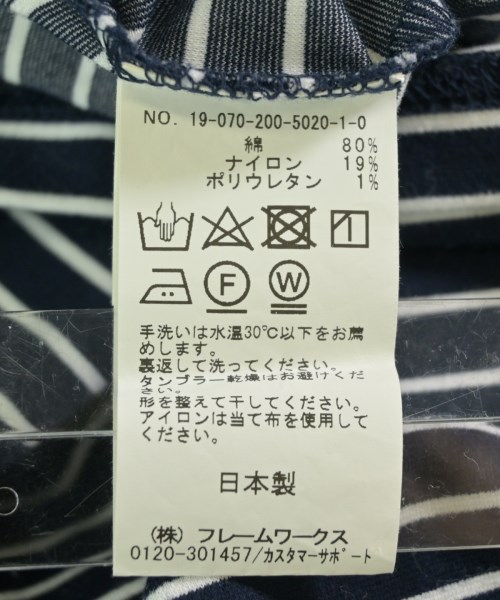 NO. 19-070-200-5020-1-0
綿 80%
ナイロン 19%
ポリウレタン 1%
F W
手洗いは水温30℃以下をお薦
めします。
裏返して洗ってください。
タンブラー乾燥はお避けくだ
さい。
形を整えて干してください。
アイロンは当て布を使用して
ください。
日本製
(株) フレームワークス
0120-301457/カスタマーサポート